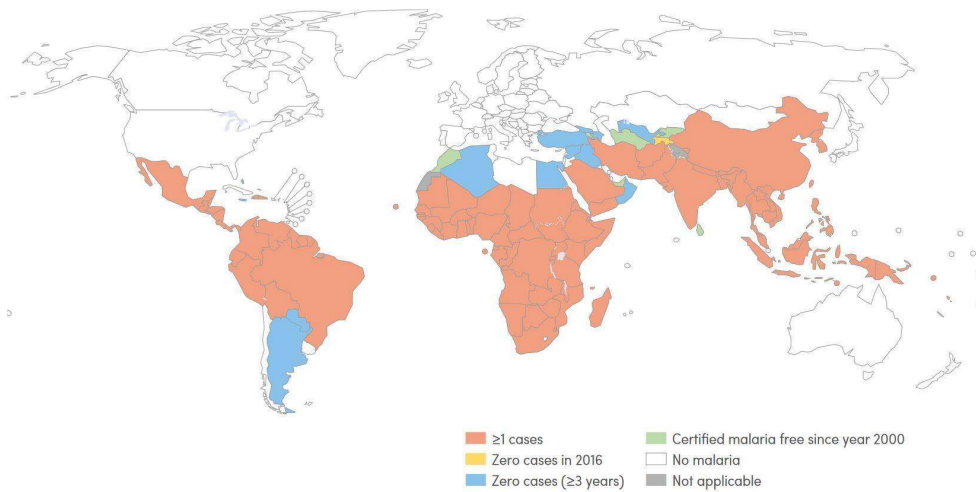 ≥1 cases
Zero cases in 2016
Zero cases (≥3 years)
Certified malaria free since year 2000
No malaria
Not applicable